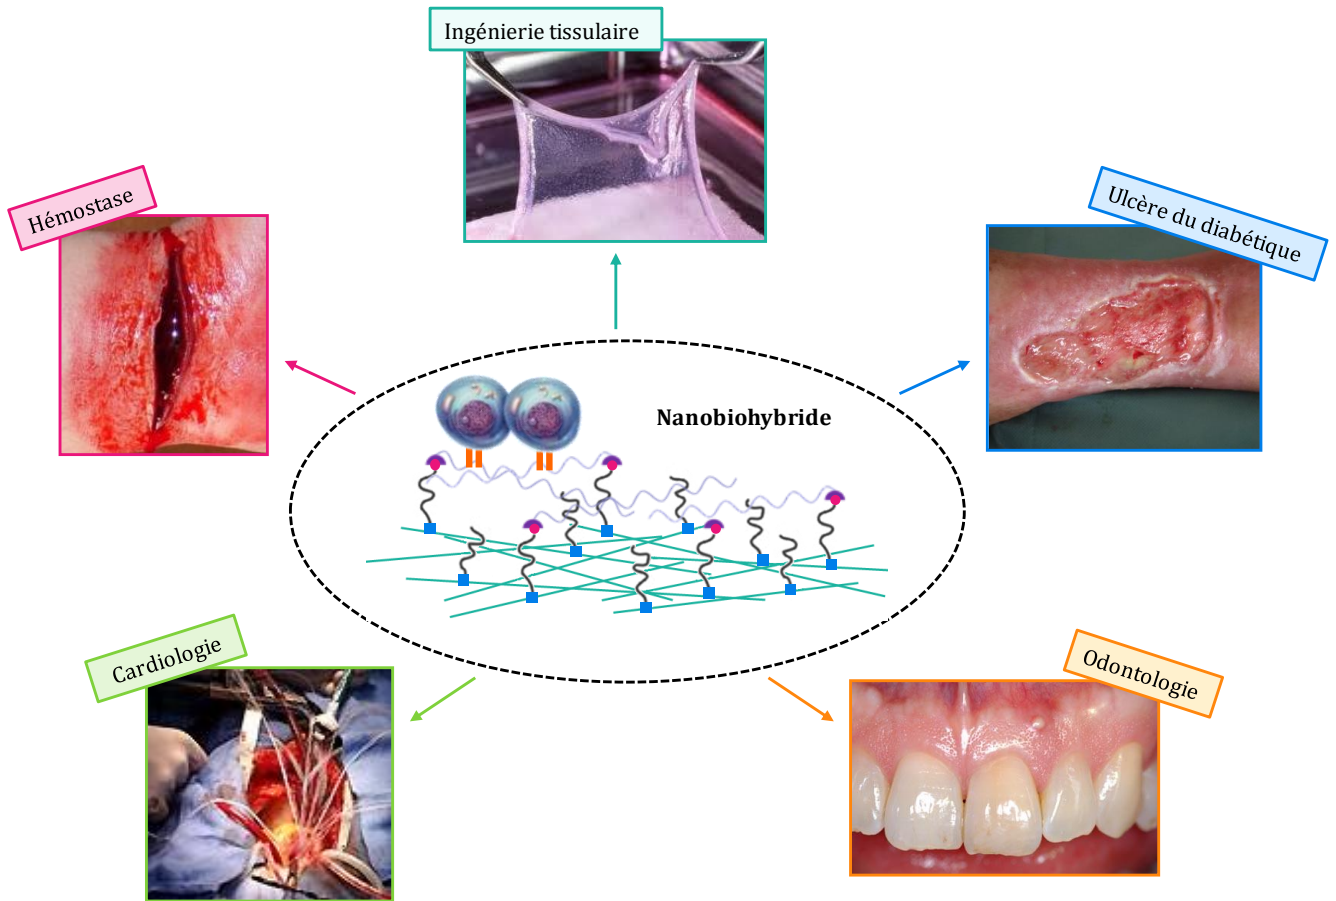 Ingénierie tissulaire
Hémostase
Ulcère du diabétique
Nanobiohybride
Cardiologie
Odontologie